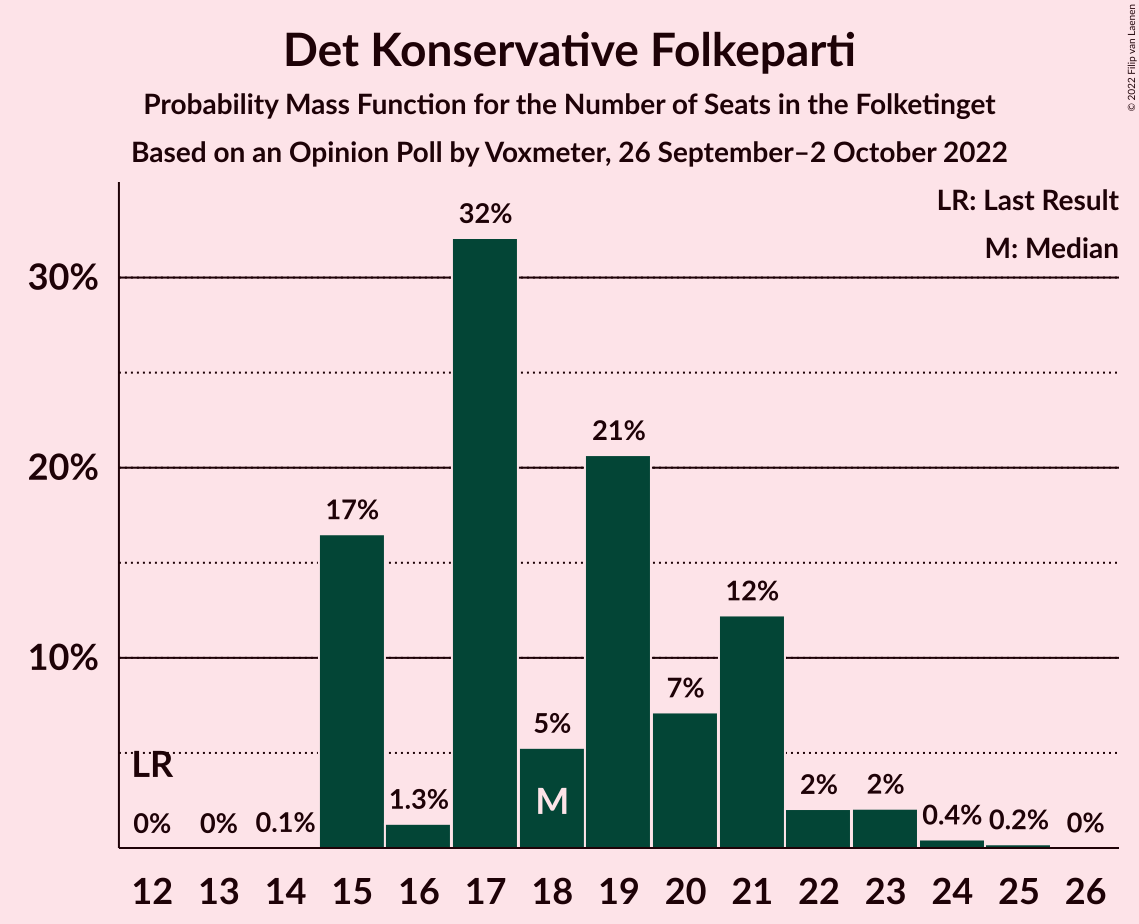 Det Konservative Folkeparti
Probability Mass Function for the Number of Seats in the Folketinget
Based on an Opinion Poll by Voxmeter, 26 September–2 October 2022
© 2022 Filip van Laenen
LR: Last Result
M: Median
30%
20%
10%
32%
21%
17%
12%
7%
5%
LR
M
2%
2%
1.3%
0%
0%
0.1%
0.4%
0.2%
0%
12 13 14 15 16 17 18 19 20 21 22 23 24 25 26